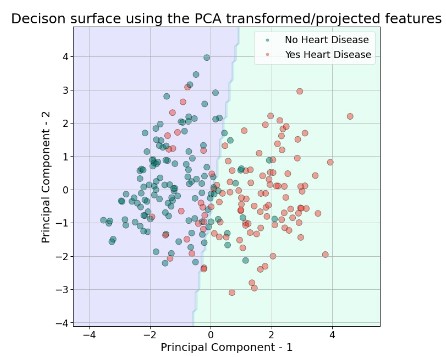 Decison surface using the PCA transformed/projected features
No Heart Disease
Yes Heart Disease
Principal Component - 2
4
3
2
1
0
−1
−2
−3
−4
−4 −2 0 2 4
Principal Component - 1